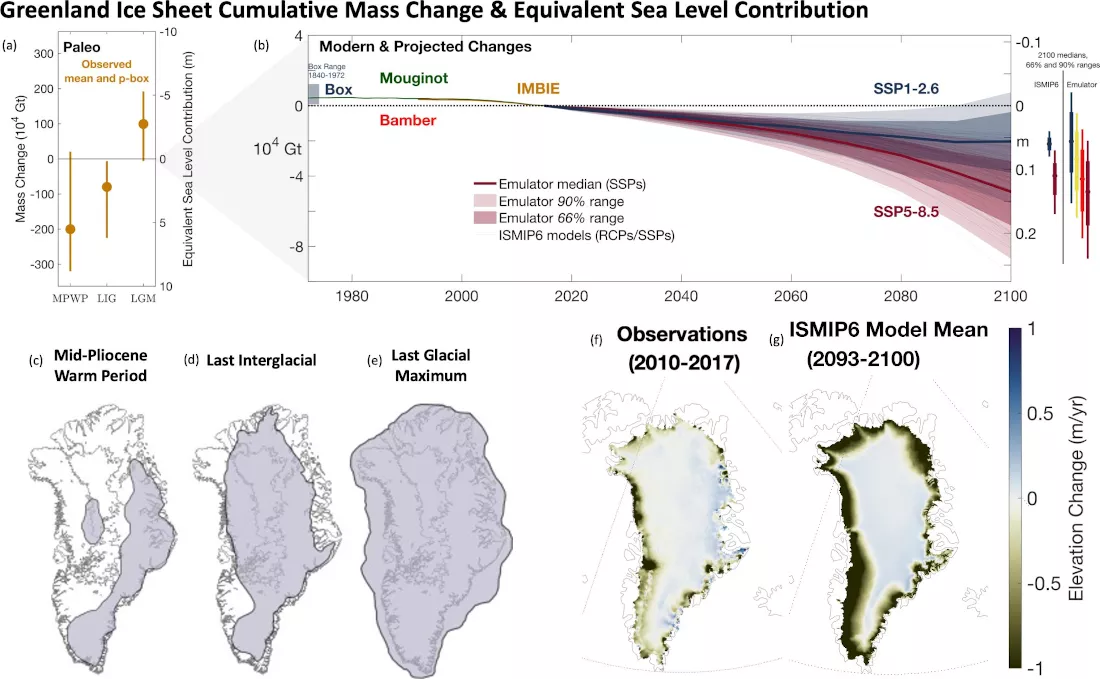 Greenland Ice Sheet Cumulative Mass Change & Equivalent Sea Level Contribution
(a)
Paleo
Observed
mean and p-box
Mass Change (10⁴ Gt)
300
200
100
0
-100
-200
-300
MPWP
LIG
LGM
-10
-5
0
5
10
Equivalent Sea Level Contribution (m)
(b)
Modern & Projected Changes
4
0
10⁴ Gt
-4
-8
Box Range
1840-1972
Box
Mouginot
IMBIE
Bamber
SSP1-2.6
SSP5-8.5
Emulator median (SSPs)
Emulator 90% range
Emulator 66% range
ISMIP6 models (RCPs/SSPs)
1980
2000
2020
2040
2060
2080
2100
-0.1
0
m
0.1
0.2
2100 medians,
66% and 90% ranges
ISMIP6
Emulator
(c)
Mid-Pliocene
Warm Period
(d)
Last Interglacial
(e)
Last Glacial
Maximum
(f)
Observations
(2010-2017)
(g)
ISMIP6 Model Mean
(2093-2100)
1
0.5
0
-0.5
-1
Elevation Change (m/yr)